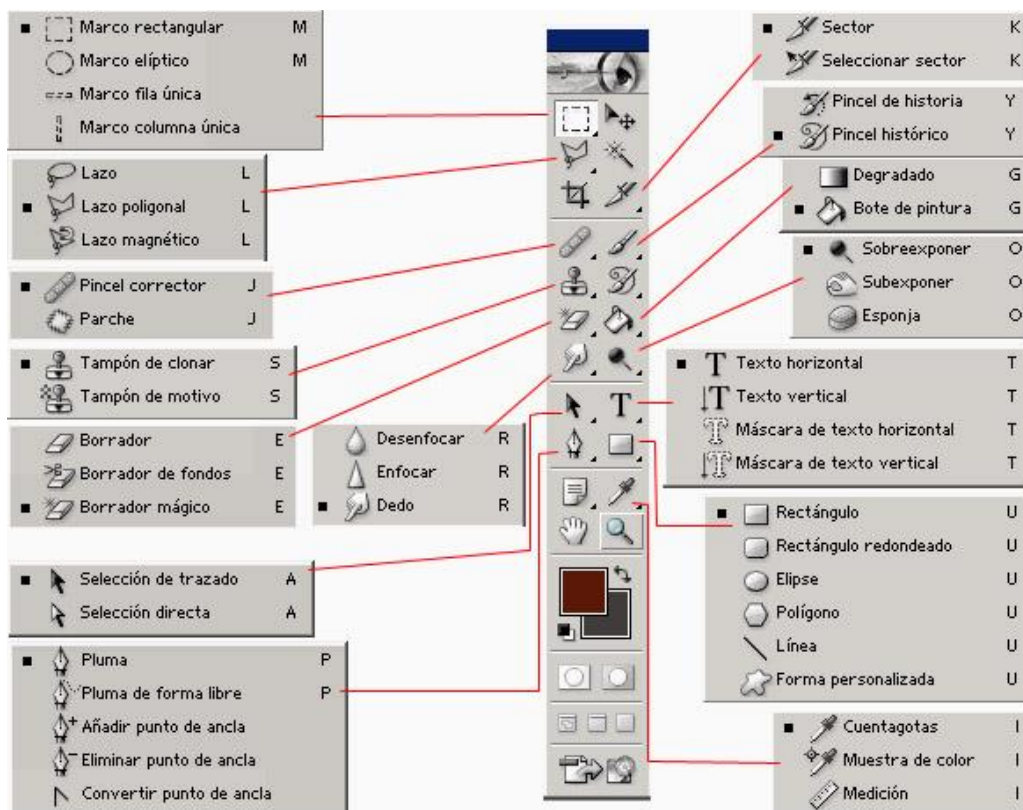 Marco rectangular M
Marco elíptico M
Marco fila única
Marco columna única
Lazo L
Lazo poligonal L
Lazo magnético L
Pincel corrector J
Parche J
Tampón de clonar S
Tampón de motivo S
Borrador E
Borrador de fondos E
Borrador mágico E
Desenfocar R
Enfocar R
Dedo R
Selección de trazado A
Selección directa A
Pluma P
Pluma de forma libre P
Añadir punto de ancla
Eliminar punto de ancla
Convertir punto de ancla
Sector K
Seleccionar sector K
Pincel de historia Y
Pincel histórico Y
Degradado G
Bote de pintura G
Sobreexponer O
Subexponer O
Esponja O
Texto horizontal T
Texto vertical T
Máscara de texto horizontal T
Máscara de texto vertical T
Rectángulo U
Rectángulo redondeado U
Elipse U
Polígono U
Línea U
Forma personalizada U
Cuentagotas I
Muestra de color I
Medición I